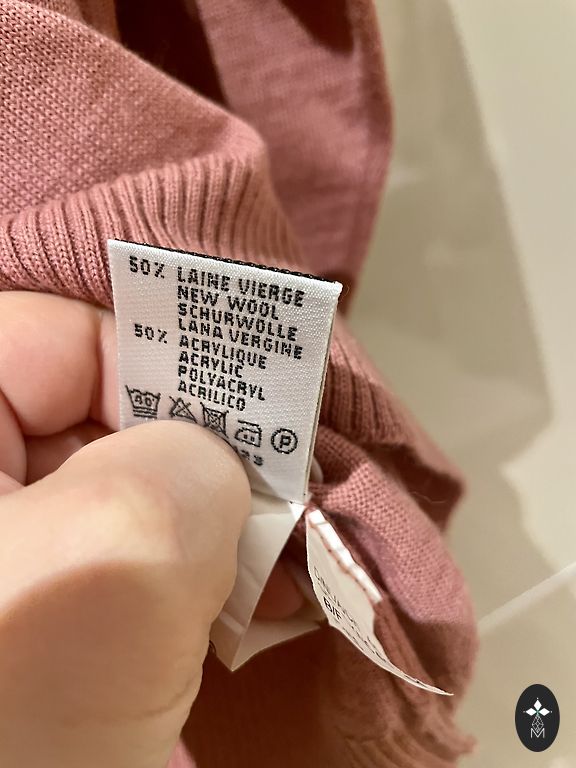 50% LAINE VIERGE
NEW WOOL
SCHURWOLLE
50% LANA VERGINE
ACRYLIQUE
ACRYLIC
POLYACRYL
ACRILICO
P